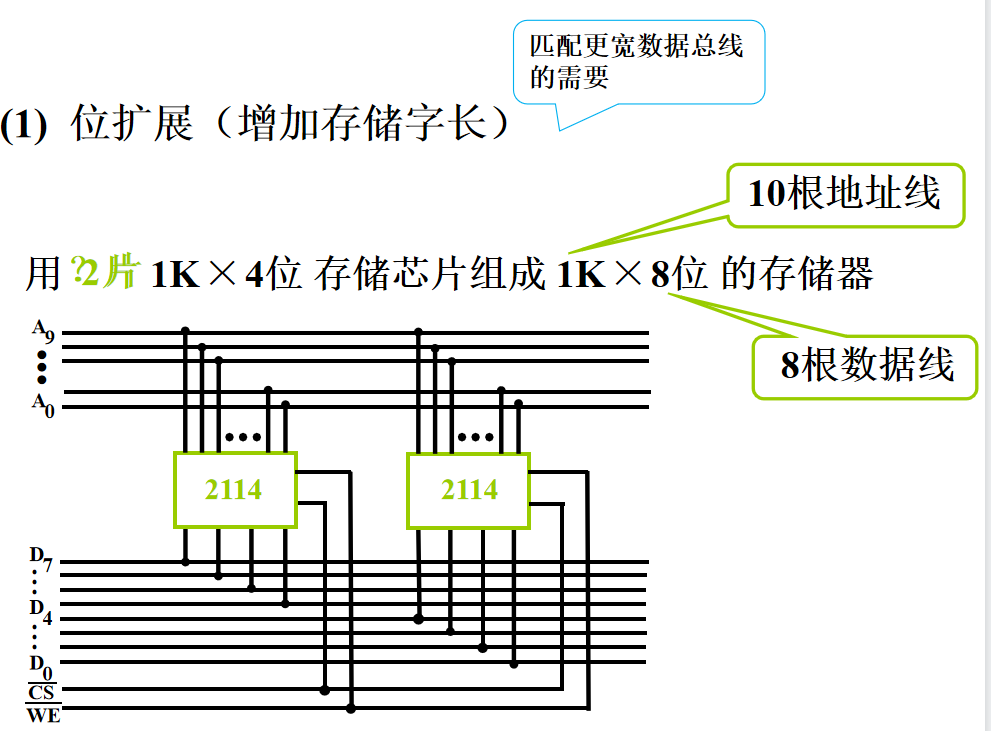 匹配更宽数据总线
的需要
(1) 位扩展（增加存储字长）
10根地址线
用 ?2片 1K×4位 存储芯片组成 1K×8位 的存储器
8根数据线
A9
A0
2114 2114
D7
D4
D0
CS
WE